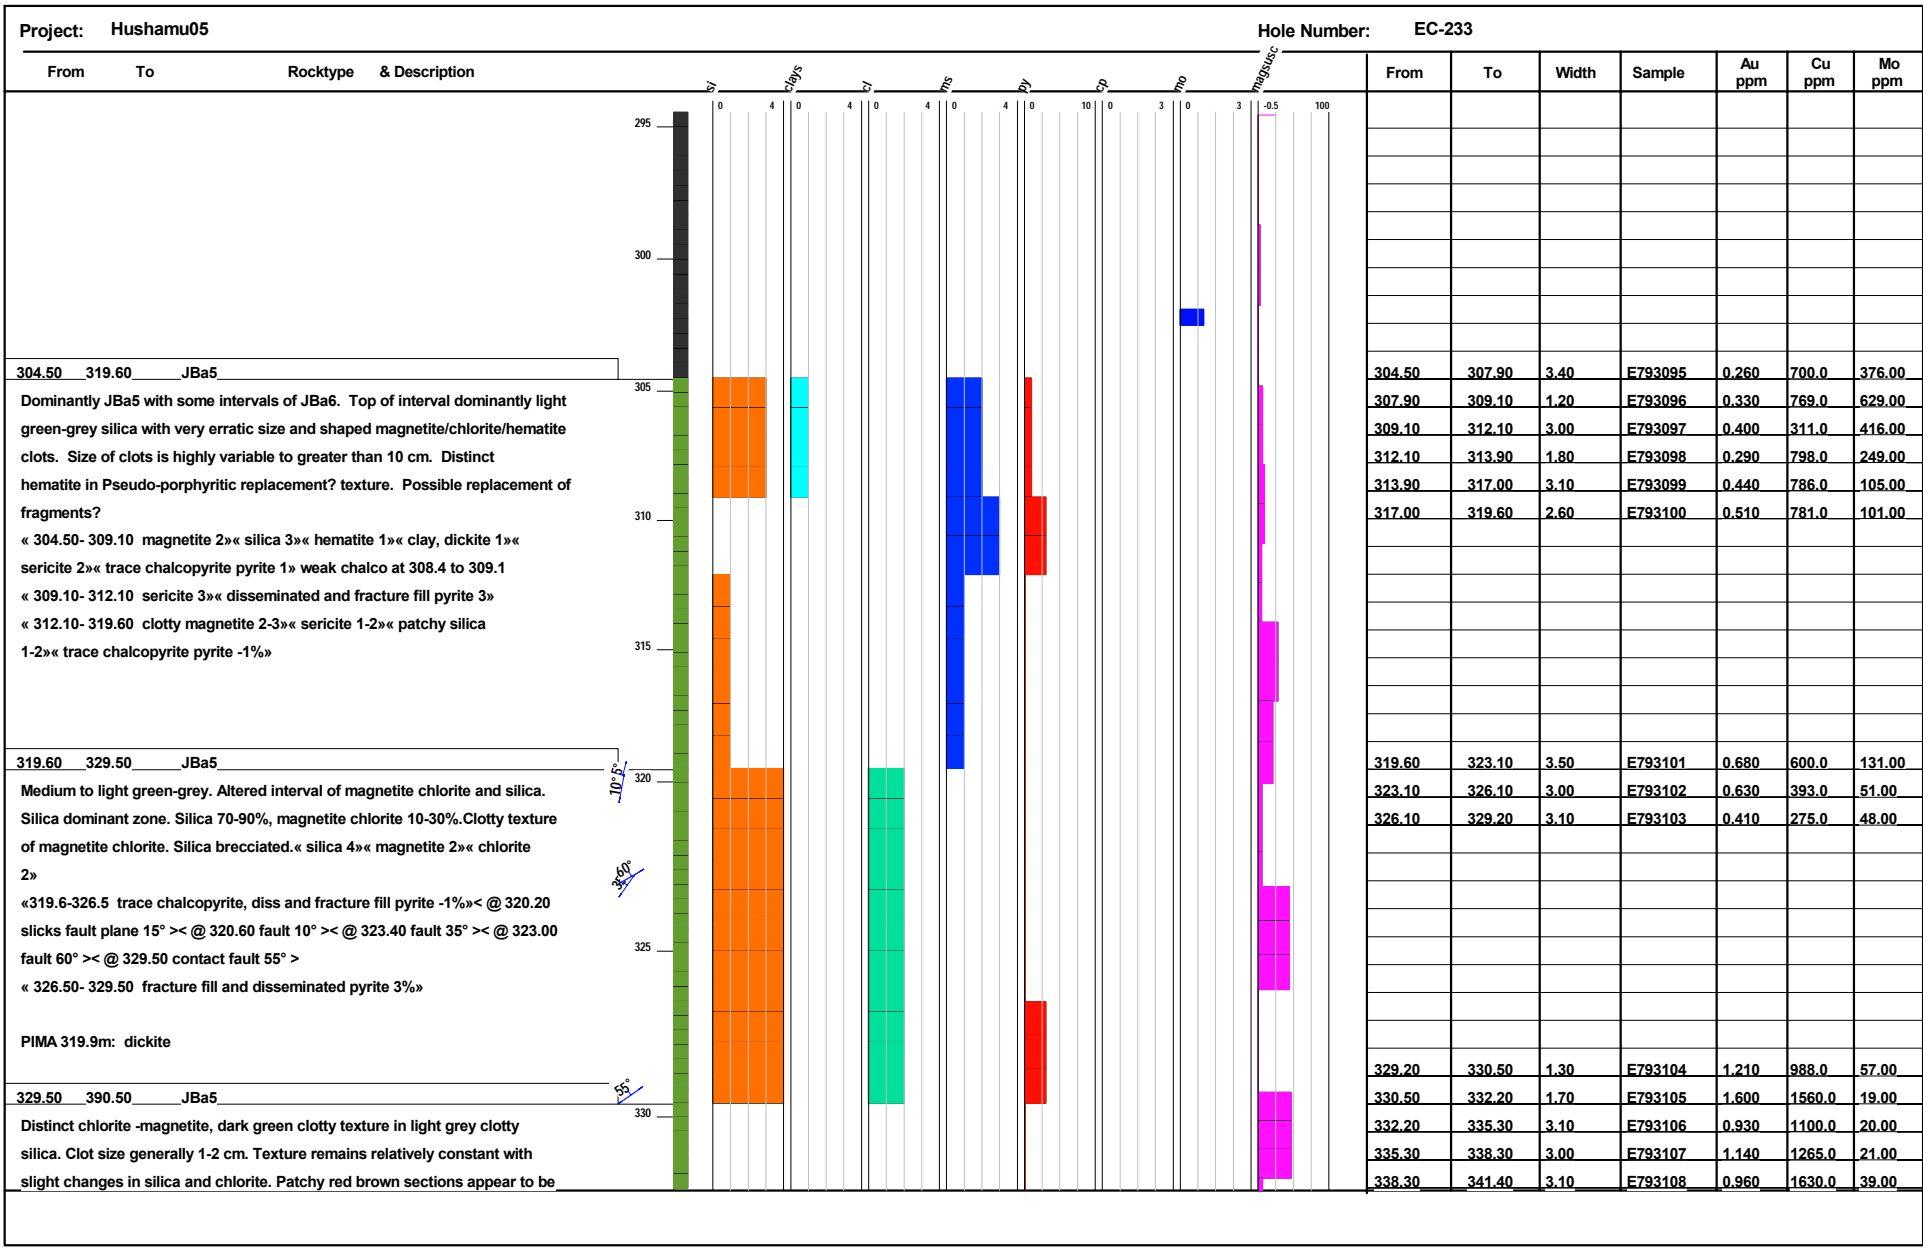 Project: Hushamu05 Hole Number: EC-233
From To Rocktype & Description si clays cl ms py cp mo magsusc From To Width Sample Au ppm Cu ppm Mo ppm
0 4 0 4 0 4 0 4 0 10 0 3 0 3 -0.5 100
295
300
304.50 319.60 JBa5
305
Dominantly JBa5 with some intervals of JBa6. Top of interval dominantly light
green-grey silica with very erratic size and shaped magnetite/chlorite/hematite
clots. Size of clots is highly variable to greater than 10 cm. Distinct
hematite in Pseudo-porphyritic replacement? texture. Possible replacement of
fragments?
310
« 304.50- 309.10 magnetite 2»« silica 3»« hematite 1»« clay, dickite 1»«
sericite 2»« trace chalcopyrite pyrite 1» weak chalco at 308.4 to 309.1
« 309.10- 312.10 sericite 3»« disseminated and fracture fill pyrite 3»
« 312.10- 319.60 clotty magnetite 2-3»« sericite 1-2»« patchy silica
1-2»« trace chalcopyrite pyrite -1%»
315
304.50 307.90 3.40 E793095 0.260 700.0 376.00
307.90 309.10 1.20 E793096 0.330 769.0 629.00
309.10 312.10 3.00 E793097 0.400 311.0 416.00
312.10 313.90 1.80 E793098 0.290 798.0 249.00
313.90 317.00 3.10 E793099 0.440 786.0 105.00
317.00 319.60 2.60 E793100 0.510 781.0 101.00
319.60 329.50 JBa5
10° 5°
320
Medium to light green-grey. Altered interval of magnetite chlorite and silica.
Silica dominant zone. Silica 70-90%, magnetite chlorite 10-30%.Clotty texture
of magnetite chlorite. Silica brecciated.« silica 4»« magnetite 2»« chlorite
2»
60°
«319.6-326.5 trace chalcopyrite, diss and fracture fill pyrite -1%»< @ 320.20
slicks fault plane 15° >< @ 320.60 fault 10° >< @ 323.40 fault 35° >< @ 323.00
325
fault 60° >< @ 329.50 contact fault 55° >
« 326.50- 329.50 fracture fill and disseminated pyrite 3%»
PIMA 319.9m: dickite
319.60 323.10 3.50 E793101 0.680 600.0 131.00
323.10 326.10 3.00 E793102 0.630 393.0 51.00
326.10 329.20 3.10 E793103 0.410 275.0 48.00
55°
329.50 390.50 JBa5
330
Distinct chlorite -magnetite, dark green clotty texture in light grey clotty
silica. Clot size generally 1-2 cm. Texture remains relatively constant with
slight changes in silica and chlorite. Patchy red brown sections appear to be
329.20 330.50 1.30 E793104 1.210 988.0 57.00
330.50 332.20 1.70 E793105 1.600 1560.0 19.00
332.20 335.30 3.10 E793106 0.930 1100.0 20.00
335.30 338.30 3.00 E793107 1.140 1265.0 21.00
338.30 341.40 3.10 E793108 0.960 1630.0 39.00